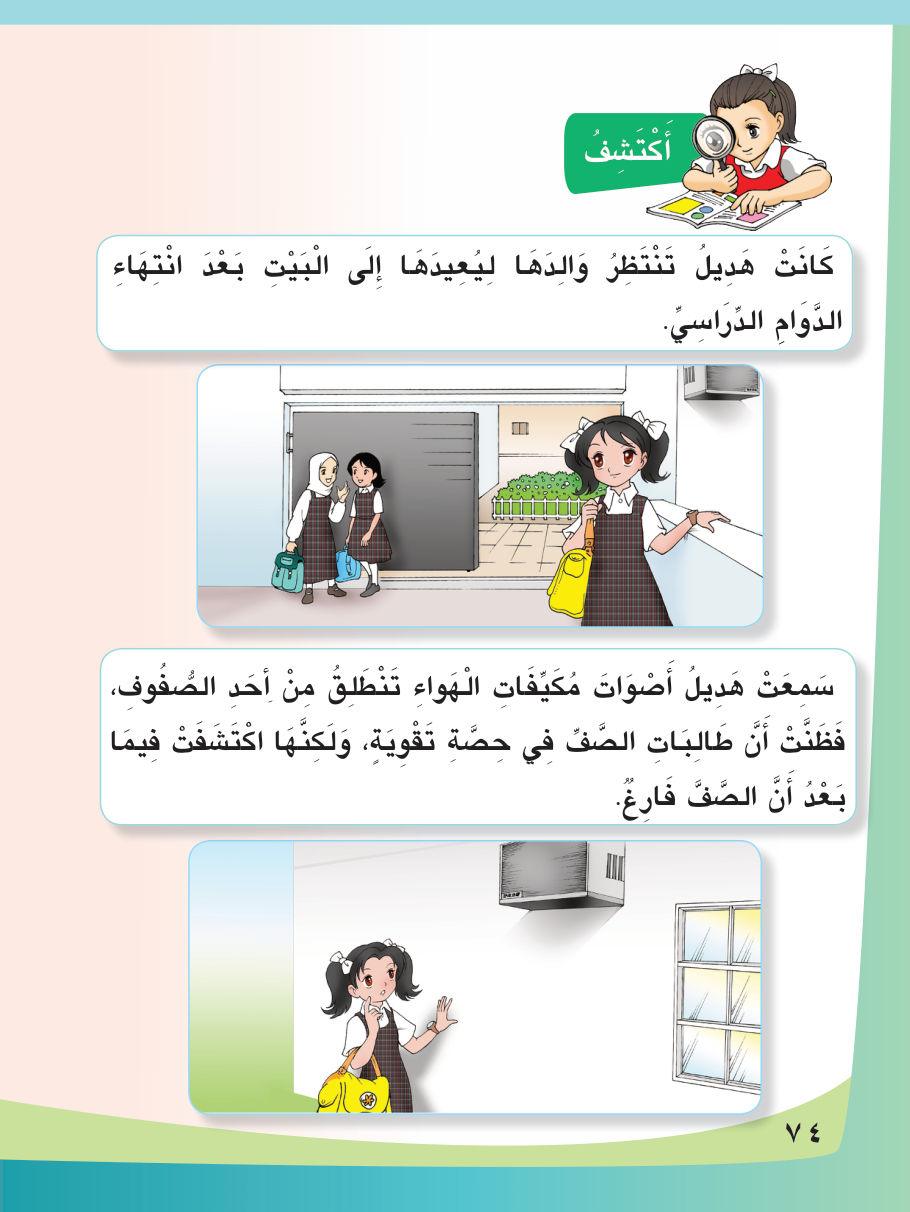 أَكْتَشِفُ
كَانَتْ هَدِيلُ تَنْتَظِرُ وَالِدَهَا لِيُعِيدَهَا إِلَى الْبَيْتِ بَعْدَ انْتِهَاءِ
الدَّوَامِ الدِّرَاسِيِّ.
سَمِعَتْ هَدِيلُ أَصْوَاتَ مُكَيِّفَاتِ الْهَواءِ تَنْطَلِقُ مِنْ أَحَدِ الصُّفُوفِ،
فَظَنَّتْ أَنَّ طَالِبَاتِ الصَّفِّ فِي حِصَّةِ تَقْوِيَةٍ، وَلَكِنَّهَا اكْتَشَفَتْ فِيمَا
بَعْدُ أَنَّ الصَّفَّ فَارِغٌ.
٧٤